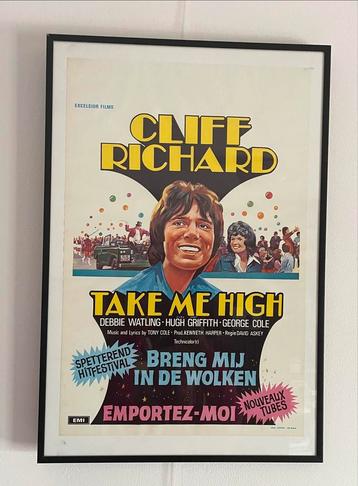 EXCELSIOR FILMS
CLIFF
RICHARD
TAKE ME HIGH
DEBBIE WATLING · HUGH GRIFFITH · GEORGE COLE
Music and Lyrics by TONY COLE · Prod. KENNETH HARPER · Regie DAVID ASKEY
Technicolor(r)
SPETTEREND
HITFESTIVAL
BRENG MIJ
IN DE WOLKEN
EMPORTEZ-MOI
NOUVEAUX
TUBES
EMI